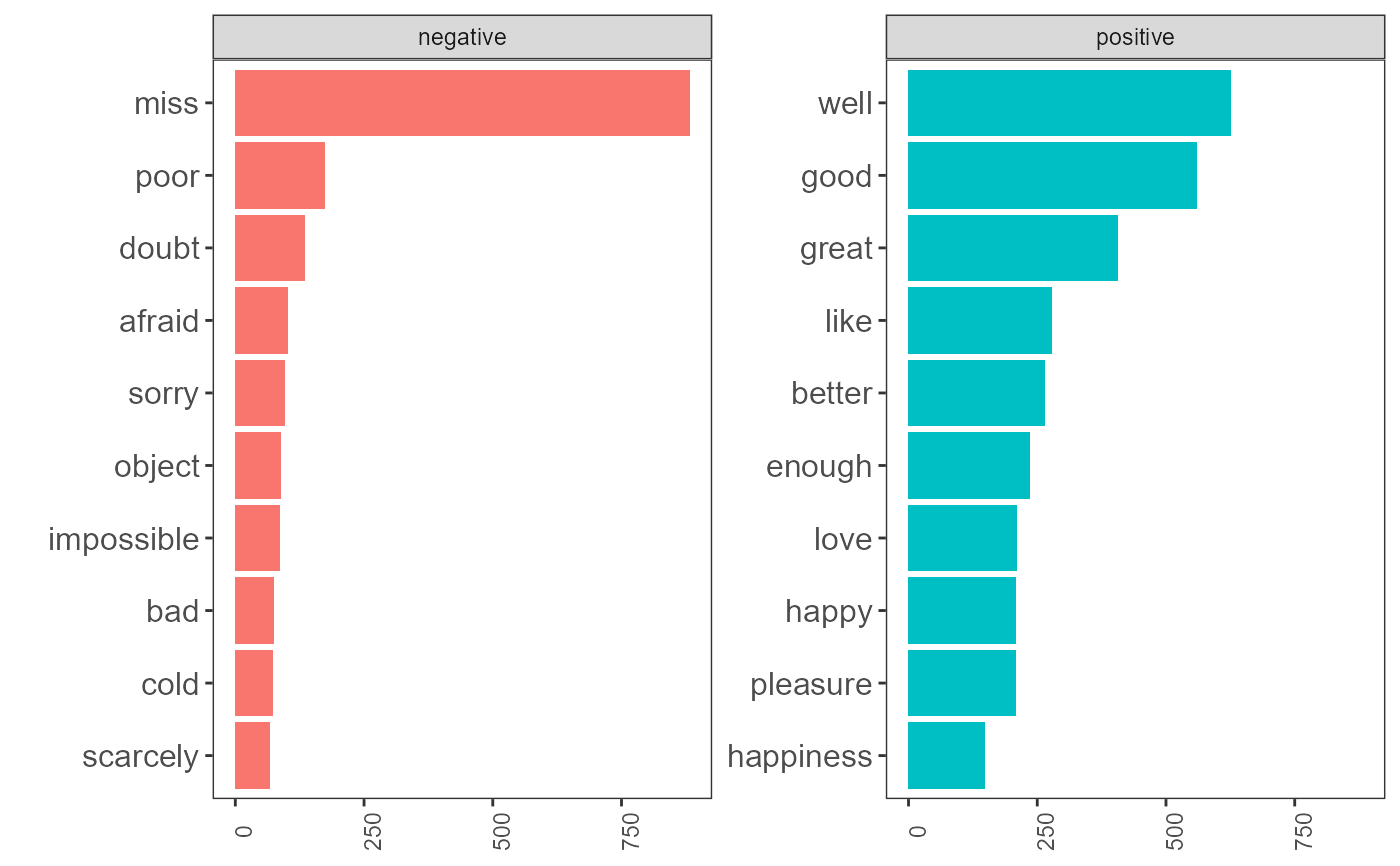 negative
miss
poor
doubt
afraid
sorry
object
impossible
bad
cold
scarcely
0
250
500
750
positive
well
good
great
like
better
enough
love
happy
pleasure
happiness
0
250
500
750